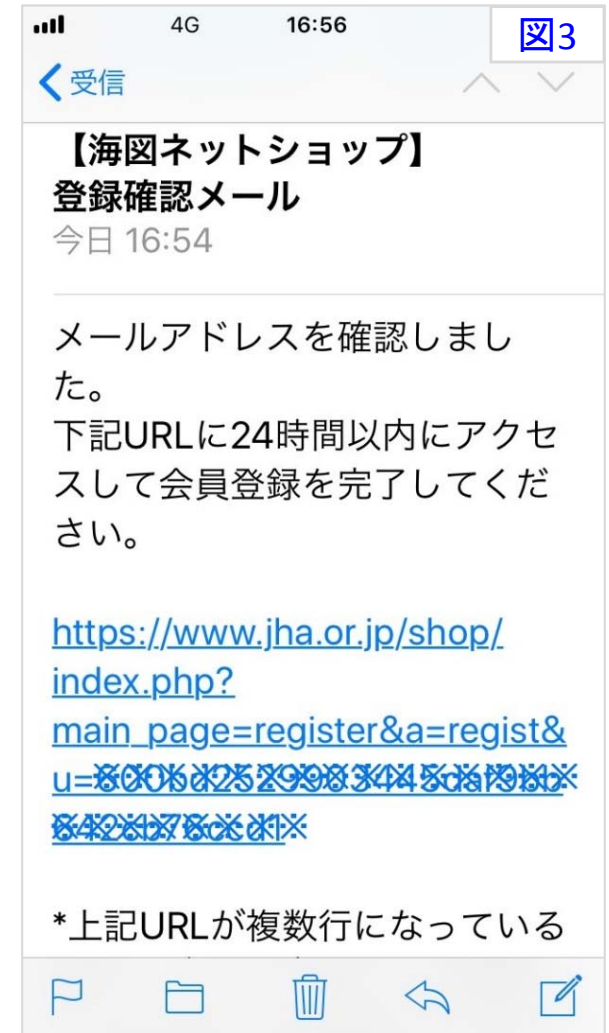 4G 16:56
図3
受信
【海図ネットショップ】
登録確認メール
今日 16:54
メールアドレスを確認しまし
た。
下記URLに24時間以内にアクセ
スして会員登録を完了してくだ
さい。
https://www.jha.or.jp/shop/
index.php?
main_page=register&a=regist&
u=
*上記URLが複数行になっている